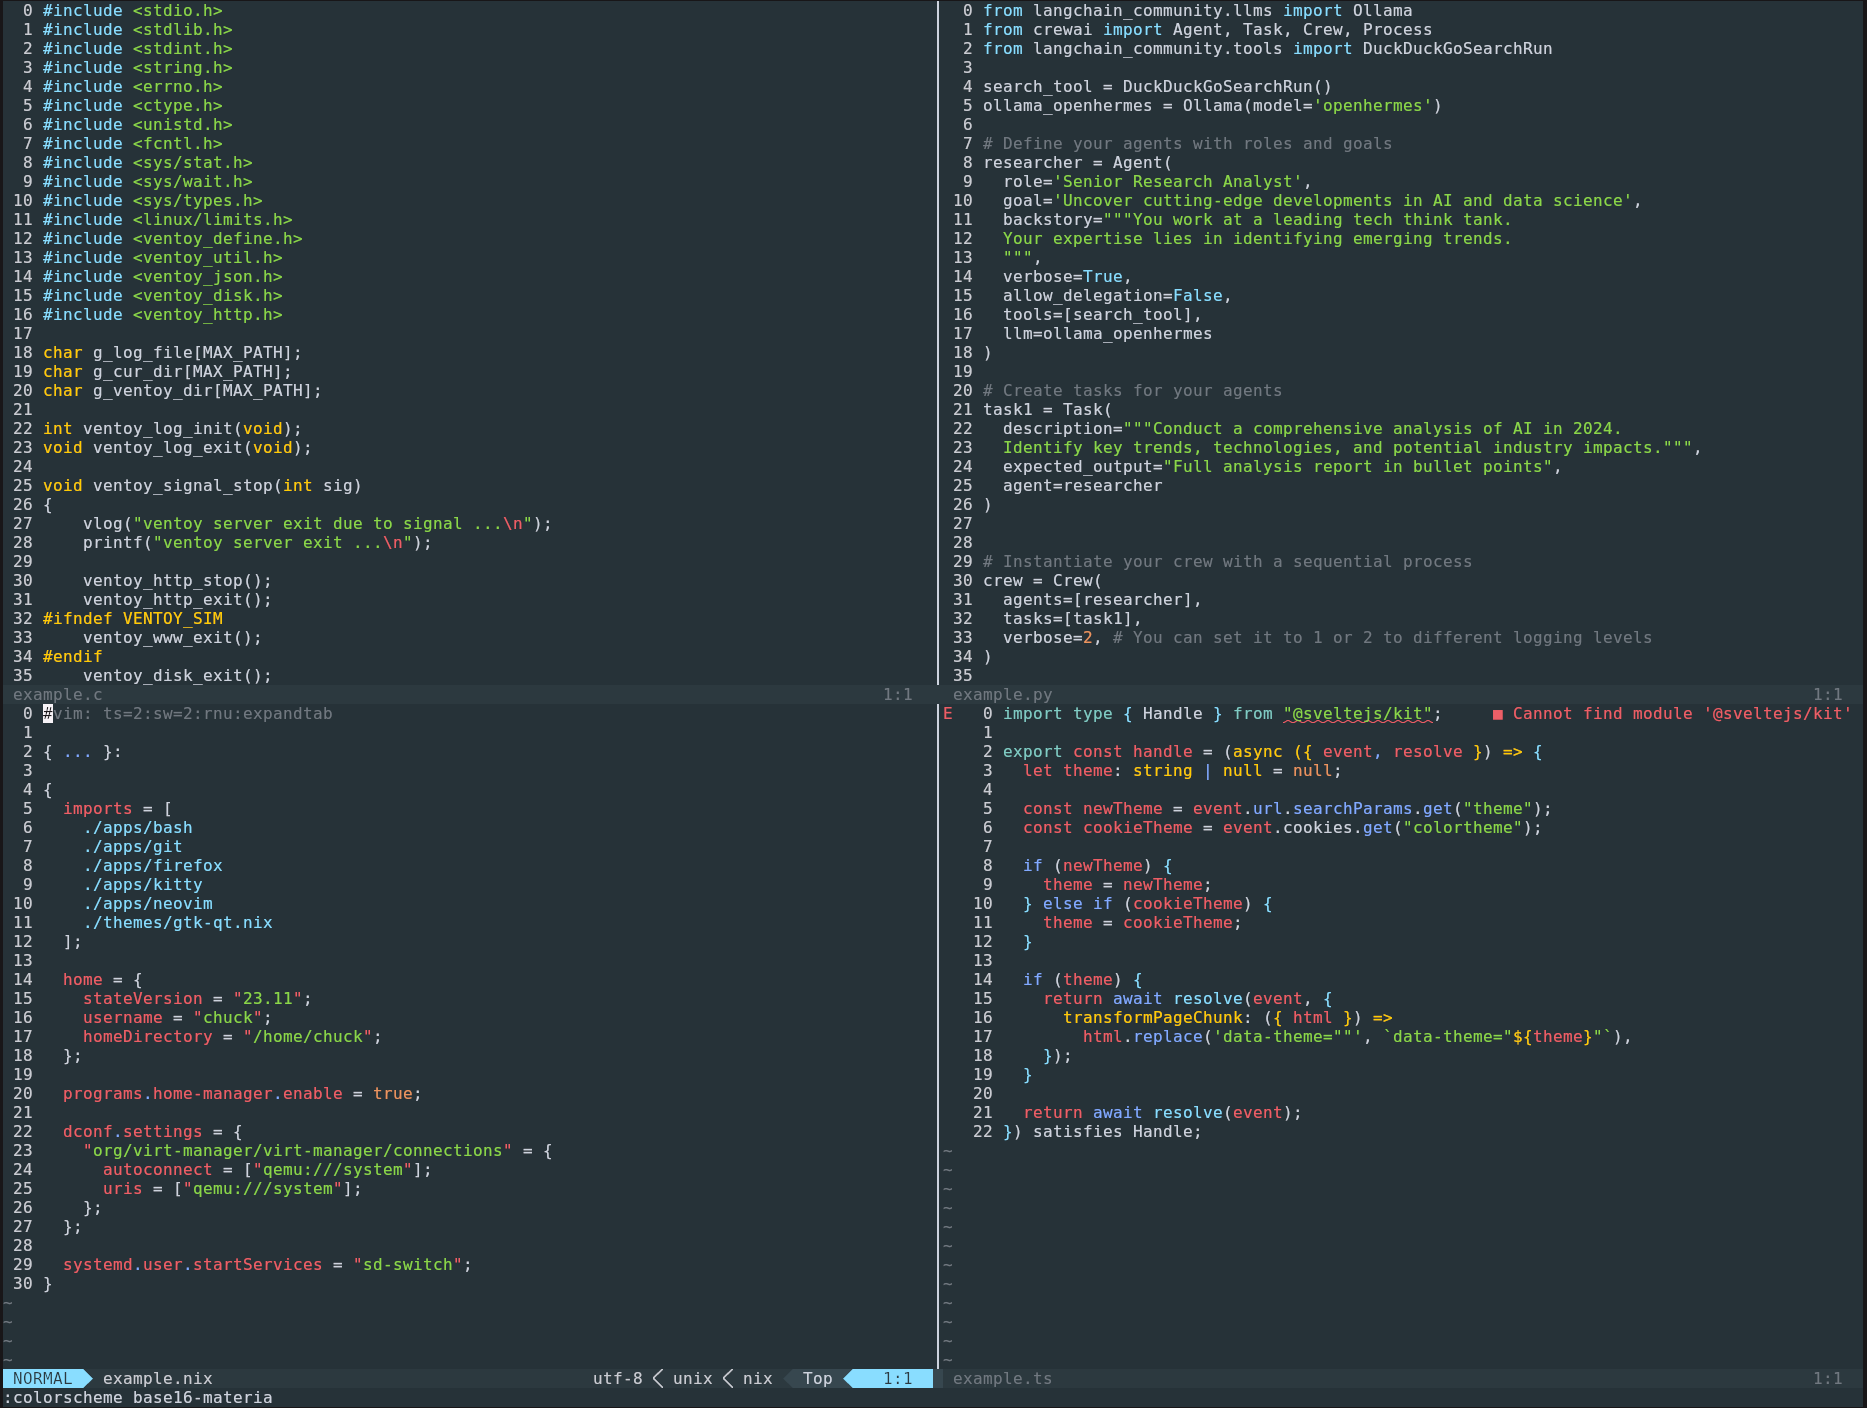 0 #include <stdio.h>
1 #include <stdlib.h>
2 #include <stdint.h>
3 #include <string.h>
4 #include <errno.h>
5 #include <ctype.h>
6 #include <unistd.h>
7 #include <fcntl.h>
8 #include <sys/stat.h>
9 #include <sys/wait.h>
10 #include <sys/types.h>
11 #include <linux/limits.h>
12 #include <ventoy_define.h>
13 #include <ventoy_util.h>
14 #include <ventoy_json.h>
15 #include <ventoy_disk.h>
16 #include <ventoy_http.h>
17
18 char g_log_file[MAX_PATH];
19 char g_cur_dir[MAX_PATH];
20 char g_ventoy_dir[MAX_PATH];
21
22 int ventoy_log_init(void);
23 void ventoy_log_exit(void);
24
25 void ventoy_signal_stop(int sig)
26 {
27     vlog("ventoy server exit due to signal ...\n");
28     printf("ventoy server exit ...\n");
29
30     ventoy_http_stop();
31     ventoy_http_exit();
32 #ifndef VENTOY_SIM
33     ventoy_www_exit();
34 #endif
35     ventoy_disk_exit();
example.c 1:1
0 from langchain_community.llms import Ollama
1 from crewai import Agent, Task, Crew, Process
2 from langchain_community.tools import DuckDuckGoSearchRun
3
4 search_tool = DuckDuckGoSearchRun()
5 ollama_openhermes = Ollama(model='openhermes')
6
7 # Define your agents with roles and goals
8 researcher = Agent(
9   role='Senior Research Analyst',
10   goal='Uncover cutting-edge developments in AI and data science',
11   backstory="""You work at a leading tech think tank.
12   Your expertise lies in identifying emerging trends.
13   """,
14   verbose=True,
15   allow_delegation=False,
16   tools=[search_tool],
17   llm=ollama_openhermes
18 )
19
20 # Create tasks for your agents
21 task1 = Task(
22   description="""Conduct a comprehensive analysis of AI in 2024.
23   Identify key trends, technologies, and potential industry impacts.""",
24   expected_output="Full analysis report in bullet points",
25   agent=researcher
26 )
27
28
29 # Instantiate your crew with a sequential process
30 crew = Crew(
31   agents=[researcher],
32   tasks=[task1],
33   verbose=2, # You can set it to 1 or 2 to different logging levels
34 )
35
example.py 1:1
0 #vim: ts=2:sw=2:rnu:expandtab
1
2 { ... }:
3
4 {
5   imports = [
6     ./apps/bash
7     ./apps/git
8     ./apps/firefox
9     ./apps/kitty
10     ./apps/neovim
11     ./themes/gtk-qt.nix
12   ];
13
14   home = {
15     stateVersion = "23.11";
16     username = "chuck";
17     homeDirectory = "/home/chuck";
18   };
19
20   programs.home-manager.enable = true;
21
22   dconf.settings = {
23     "org/virt-manager/virt-manager/connections" = {
24       autoconnect = ["qemu:///system"];
25       uris = ["qemu:///system"];
26     };
27   };
28
29   systemd.user.startServices = "sd-switch";
30 }
~
~
~
~
NORMAL example.nix utf-8 unix nix Top 1:1
E 0 import type { Handle } from "@sveltejs/kit"; ■ Cannot find module '@sveltejs/kit'
1
2 export const handle = (async ({ event, resolve }) => {
3   let theme: string | null = null;
4
5   const newTheme = event.url.searchParams.get("theme");
6   const cookieTheme = event.cookies.get("colortheme");
7
8   if (newTheme) {
9     theme = newTheme;
10   } else if (cookieTheme) {
11     theme = cookieTheme;
12   }
13
14   if (theme) {
15     return await resolve(event, {
16       transformPageChunk: ({ html }) =>
17         html.replace('data-theme=""', `data-theme="${theme}"`),
18     });
19   }
20
21   return await resolve(event);
22 }) satisfies Handle;
~
~
~
~
~
~
~
~
~
~
~
~
example.ts 1:1
:colorscheme base16-materia